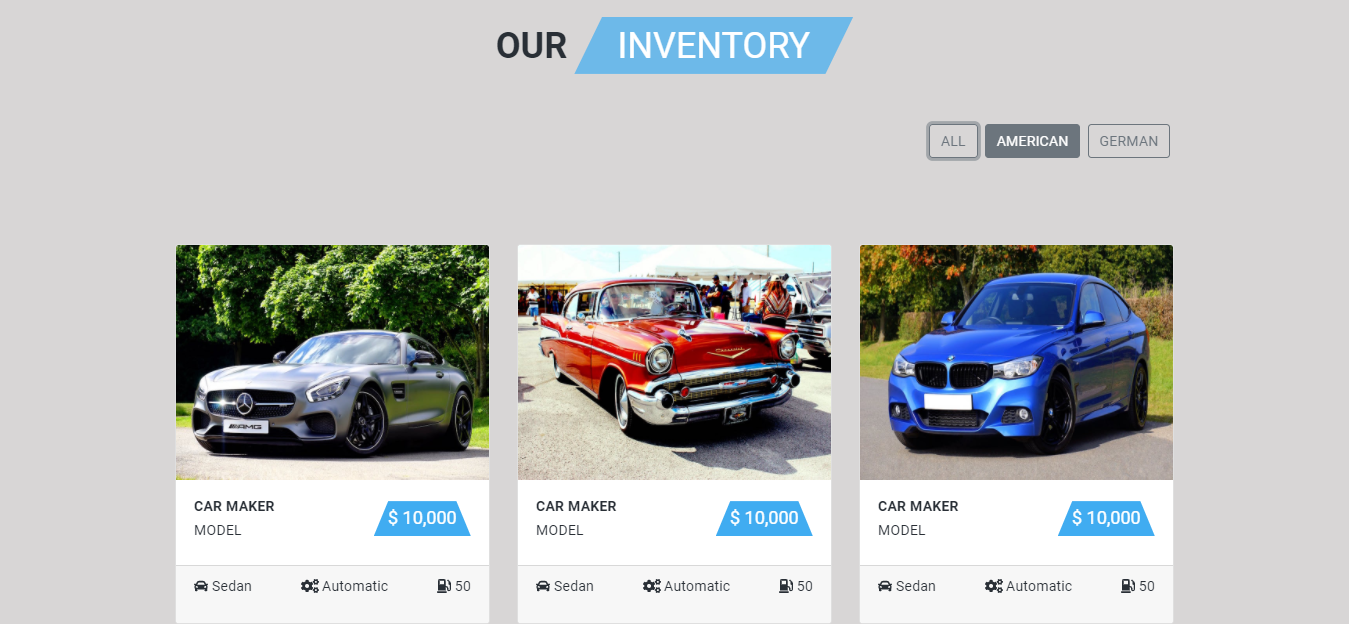 OUR INVENTORY
ALL AMERICAN GERMAN
AMG
CAR MAKER
MODEL
$ 10,000
Sedan Automatic 50
CAR MAKER
MODEL
$ 10,000
Sedan Automatic 50
CAR MAKER
MODEL
$ 10,000
Sedan Automatic 50